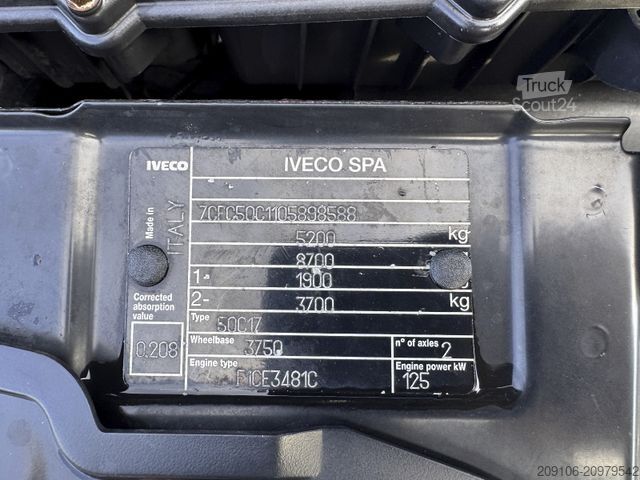 Truck
Scout24
IVECO IVECO SPA
Made in ITALY
5200 kg
8700
1- 1900
2- 3700 kg
Type 50C17
Corrected absorption value
0.208
Wheelbase 3750
n° of axles 2
Engine type F1CE3481C
Engine power kW 125
209106-20979542